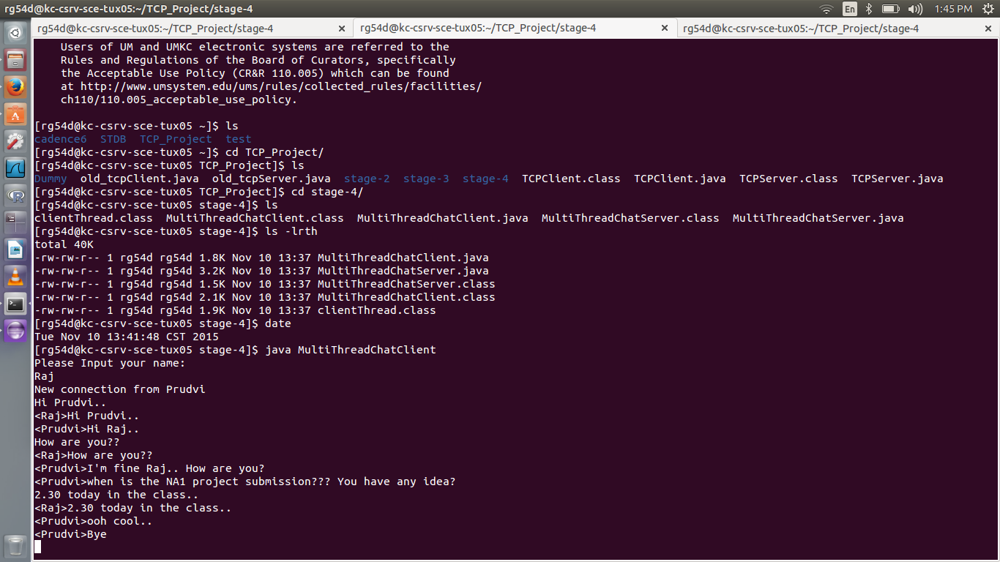 rg54d@kc-csrv-sce-tux05:~/TCP_Project/stage-4
En
1:45 PM
rg54d@kc-csrv-sce-tux05:~/TCP_Project/stage-4 × rg54d@kc-csrv-sce-tux05:~/TCP_Project/stage-4 × rg54d@kc-csrv-sce-tux05:~/TCP_Project/stage-4 ×
Users of UM and UMKC electronic systems are referred to the
Rules and Regulations of the Board of Curators, specifically
the Acceptable Use Policy (CR&R 110.005) which can be found
at http://www.umsystem.edu/ums/rules/collected_rules/facilities/
ch110/110.005_acceptable_use_policy.
[rg54d@kc-csrv-sce-tux05 ~]$ ls
cadence6 STDB TCP_Project test
[rg54d@kc-csrv-sce-tux05 ~]$ cd TCP_Project/
[rg54d@kc-csrv-sce-tux05 TCP_Project]$ ls
Dummy old_tcpClient.java old_tcpServer.java stage-2 stage-3 stage-4 TCPClient.class TCPClient.java TCPServer.class TCPServer.java
[rg54d@kc-csrv-sce-tux05 TCP_Project]$ cd stage-4/
[rg54d@kc-csrv-sce-tux05 stage-4]$ ls
clientThread.class MultiThreadChatClient.class MultiThreadChatClient.java MultiThreadChatServer.class MultiThreadChatServer.java
[rg54d@kc-csrv-sce-tux05 stage-4]$ ls -lrth
total 40K
-rw-rw-r-- 1 rg54d rg54d 1.8K Nov 10 13:37 MultiThreadChatClient.java
-rw-rw-r-- 1 rg54d rg54d 3.2K Nov 10 13:37 MultiThreadChatServer.java
-rw-rw-r-- 1 rg54d rg54d 1.5K Nov 10 13:37 MultiThreadChatServer.class
-rw-rw-r-- 1 rg54d rg54d 2.1K Nov 10 13:37 MultiThreadChatClient.class
-rw-rw-r-- 1 rg54d rg54d 1.9K Nov 10 13:37 clientThread.class
[rg54d@kc-csrv-sce-tux05 stage-4]$ date
Tue Nov 10 13:41:48 CST 2015
[rg54d@kc-csrv-sce-tux05 stage-4]$ java MultiThreadChatClient
Please Input your name:
Raj
New connection from Prudvi
Hi Prudvi..
<Raj>Hi Prudvi..
<Prudvi>Hi Raj..
How are you??
<Raj>How are you??
<Prudvi>I'm fine Raj.. How are you?
<Prudvi>when is the NA1 project submission??? You have any idea?
2.30 today in the class..
<Raj>2.30 today in the class..
<Prudvi>ooh cool..
<Prudvi>Bye